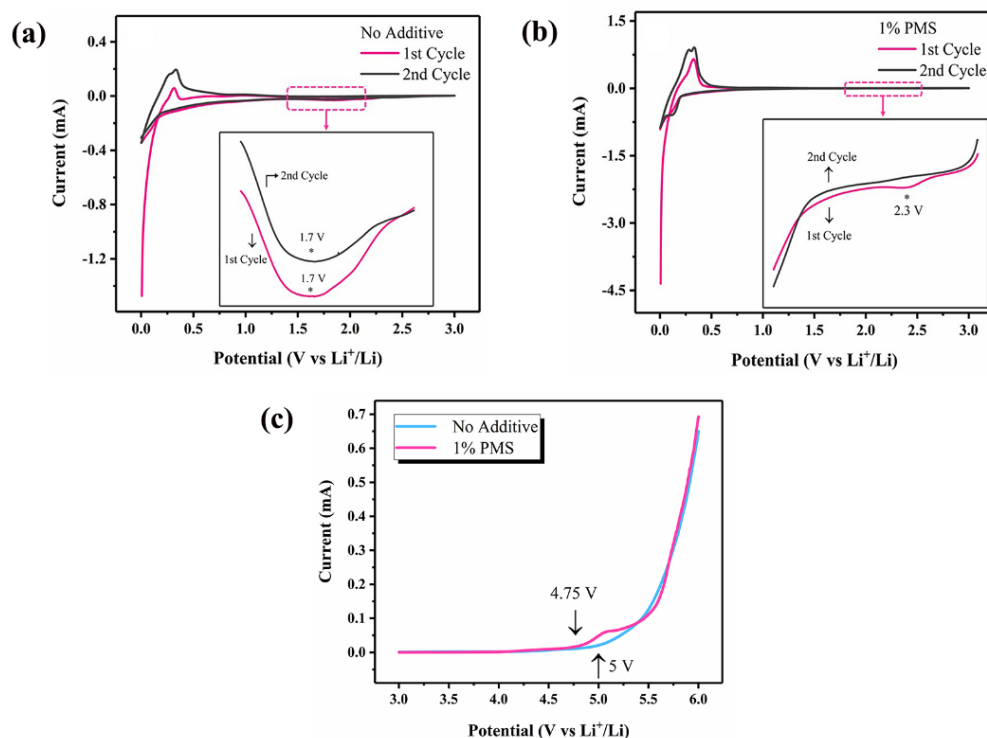 (a)
No Additive
1st Cycle
2nd Cycle
0.4
0.0
-0.4
-0.8
-1.2
Current (mA)
2nd Cycle
1.7 V
*
1st Cycle
1.7 V
*
0.0 0.5 1.0 1.5 2.0 2.5 3.0
Potential (V vs Li⁺/Li)
(b)
1% PMS
1st Cycle
2nd Cycle
1.5
0.0
-1.5
-3.0
-4.5
Current (mA)
2nd Cycle
*
2.3 V
1st Cycle
0.0 0.5 1.0 1.5 2.0 2.5 3.0
Potential (V vs Li⁺/Li)
(c)
No Additive
1% PMS
0.7
0.6
0.5
0.4
0.3
0.2
0.1
0.0
Current (mA)
4.75 V
5 V
3.0 3.5 4.0 4.5 5.0 5.5 6.0
Potential (V vs Li⁺/Li)